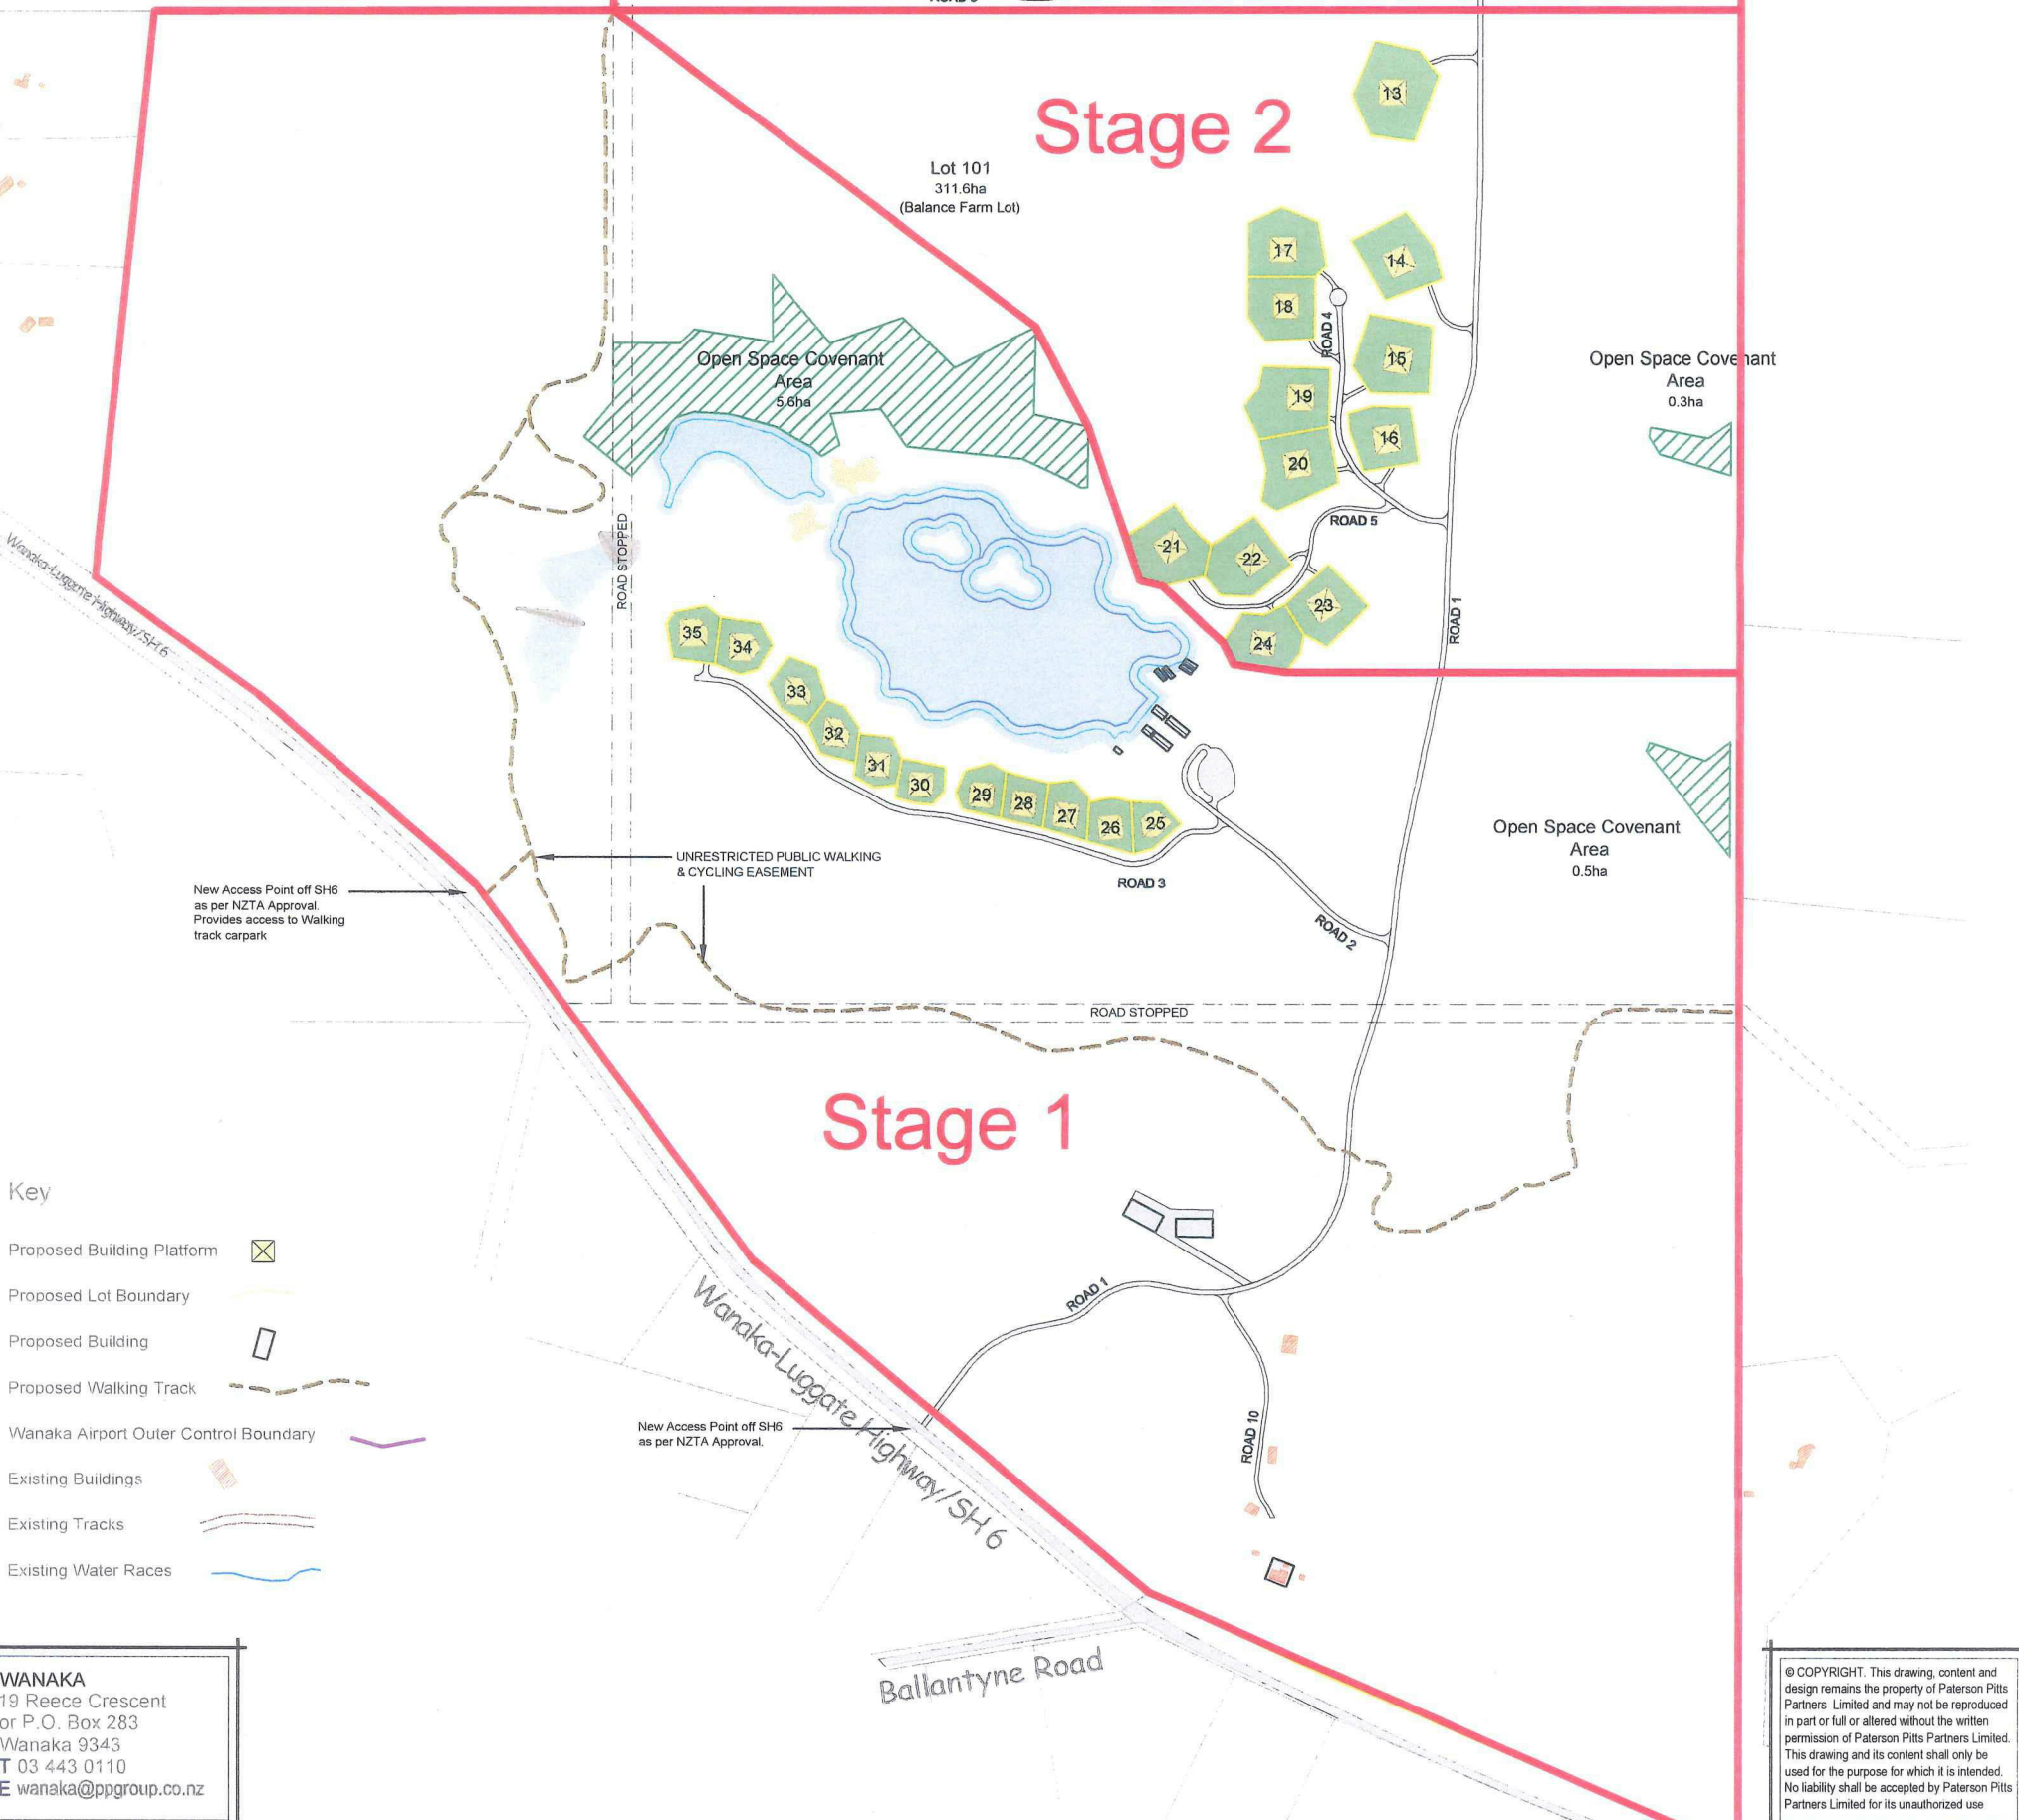 Stage 2
13
Lot 101
311.6ha
(Balance Farm Lot)
17
14
18
ROAD 4
15
Open Space Covenant
Area
5.6ha
Open Space Covenant
Area
0.3ha
19
16
20
ROAD 5
21
22
23
24
ROAD 1
ROAD STOPPED
Wanaka-Luggate Highway/SH 6
35
34
33
32
31
30
29
28
27
26
25
ROAD 3
ROAD 2
Open Space Covenant
Area
0.5ha
UNRESTRICTED PUBLIC WALKING
& CYCLING EASEMENT
New Access Point off SH6
as per NZTA Approval.
Provides access to Walking
track carpark
ROAD STOPPED
Stage 1
ROAD 1
ROAD 10
Wanaka-Luggate Highway/SH 6
New Access Point off SH6
as per NZTA Approval.
Ballantyne Road
Key
Proposed Building Platform
Proposed Lot Boundary
Proposed Building
Proposed Walking Track
Wanaka Airport Outer Control Boundary
Existing Buildings
Existing Tracks
Existing Water Races
WANAKA
19 Reece Crescent
or P.O. Box 283
Wanaka 9343
T 03 443 0110
E wanaka@ppgroup.co.nz
© COPYRIGHT. This drawing, content and
design remains the property of Paterson Pitts
Partners Limited and may not be reproduced
in part or full or altered without the written
permission of Paterson Pitts Partners Limited.
This drawing and its content shall only be
used for the purpose for which it is intended.
No liability shall be accepted by Paterson Pitts
Partners Limited for its unauthorized use